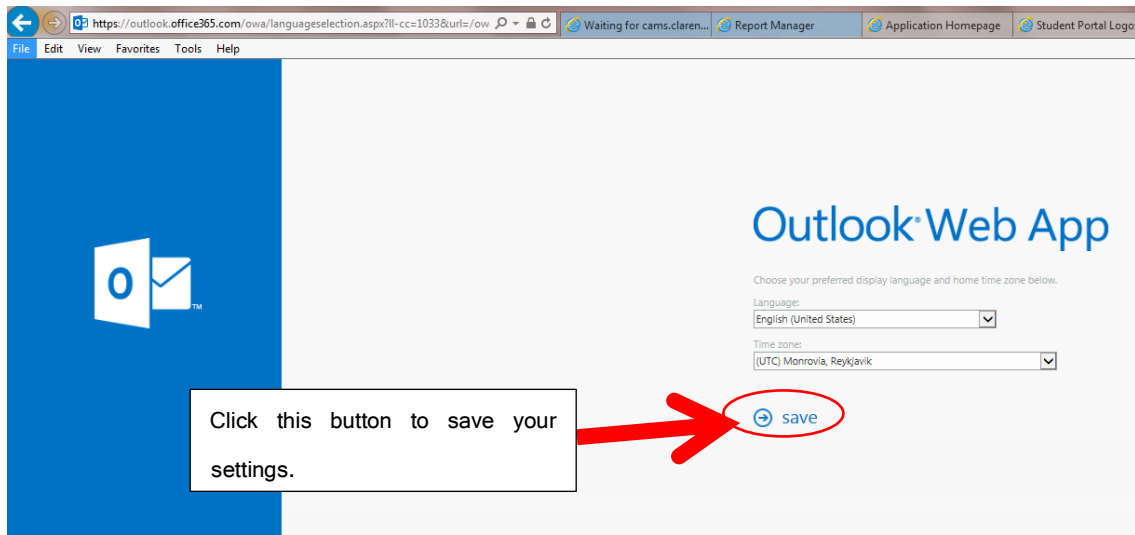 https://outlook.office365.com/owa/languageselection.aspx?ll-cc=1033&url=/ow
Waiting for cams.claren...
Report Manager
Application Homepage
Student Portal Logo
File Edit View Favorites Tools Help
Outlook® Web App
Choose your preferred display language and home time zone below.
Language:
English (United States)
Time zone:
(UTC) Monrovia, Reykjavik
save
O
TM
Click this button to save your
settings.